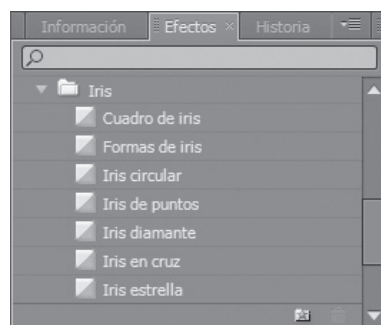 Información Efectos × Historia
Iris
Cuadro de iris
Formas de iris
Iris circular
Iris de puntos
Iris diamante
Iris en cruz
Iris estrella